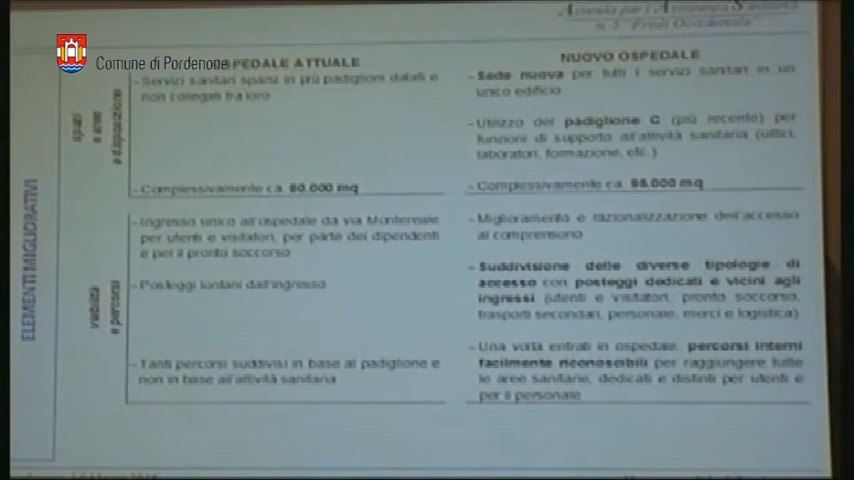 Azienda per l'Assistenza Sanitaria
n. 5 "Friuli Occidentale"
Comune di Pordenone
OSPEDALE ATTUALE
- Servizi sanitari sparsi in più padiglioni datati e
non collegati fra loro
- Complessivamente ca.
- Ingresso unico all'ospedale da via Montereale
per utenti e visitatori, per parte dei dipendenti
e per il pronto soccorso
- Posteggi lontani dall'ingresso
- Tanti percorsi suddivisi in base al padiglione e
non in base all'attività sanitaria
NUOVO OSPEDALE
- Sede nuova per tutti i servizi sanitari in un
unico edificio
- Utilizzo del padiglione C (più recente) per
funzioni di supporto all'attività sanitaria (uffici,
laboratori, formazione, etc.)
- Complessivamente ca.
- Miglioramento e razionalizzazione dell'accesso
al comprensorio
- Suddivisione delle diverse tipologie di
accesso con posteggi dedicati e vicini agli
ingressi (utenti e visitatori, pronto soccorso,
trasporti secondari, personale, merci e logistica)
- Una volta entrati in ospedale, percorsi interni
facilmente riconoscibili per raggiungere tutte
le aree sanitarie, dedicati e distinti per utenti e
per il personale
ELEMENTI MIGLIORATIVI
spazi
e aree
a disposizione
viabilità
e percorsi